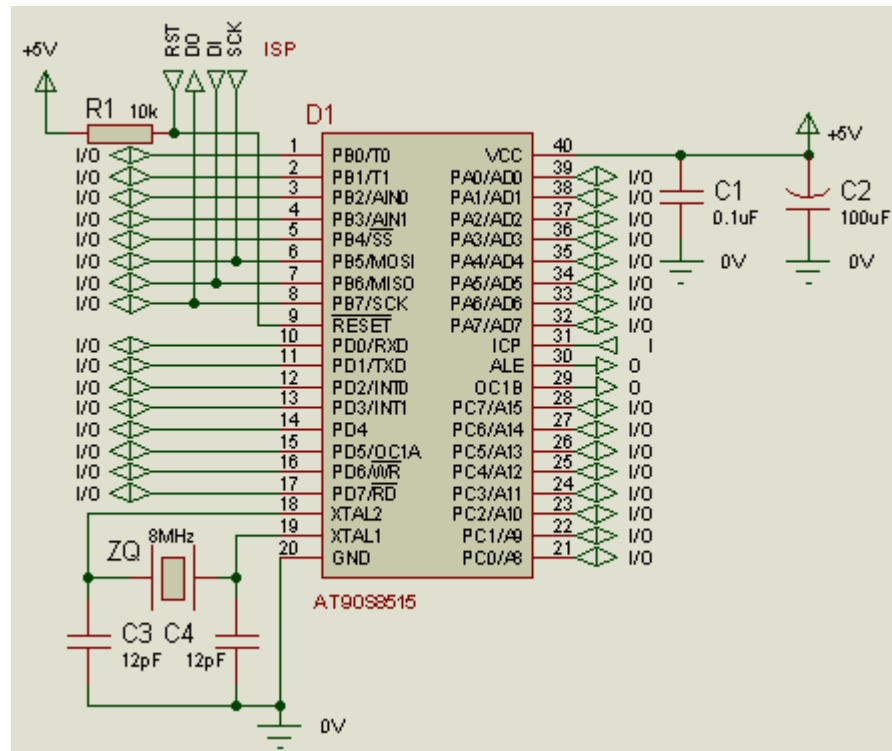 RST DO DI SCK ISP
+5V
R1 10k
D1
+5V
I/O 1 PB0/T0 VCC 40
I/O 2 PB1/T1 PA0/AD0 39 I/O
I/O 3 PB2/AIN0 PA1/AD1 38 I/O
I/O 4 PB3/AIN1 PA2/AD2 37 I/O
I/O 5 PB4/SS PA3/AD3 36 I/O
I/O 6 PB5/MOSI PA4/AD4 35 I/O
I/O 7 PB6/MISO PA5/AD5 34 I/O
I/O 8 PB7/SCK PA6/AD6 33 I/O
9 RESET PA7/AD7 32 I/O
I/O 10 PD0/RXD ICP 31 I
I/O 11 PD1/TXD ALE 30 O
I/O 12 PD2/INT0 OC1B 29 O
I/O 13 PD3/INT1 PC7/A15 28 I/O
I/O 14 PD4 PC6/A14 27 I/O
I/O 15 PD5/OC1A PC5/A13 26 I/O
I/O 16 PD6/WR PC4/A12 25 I/O
I/O 17 PD7/RD PC3/A11 24 I/O
18 XTAL2 PC2/A10 23 I/O
19 XTAL1 PC1/A9 22 I/O
20 GND PC0/A8 21 I/O
C1
0.1uF
0V
C2
100uF
0V
ZQ 8MHz
AT90S8515
C3 C4
12pF 12pF
0V